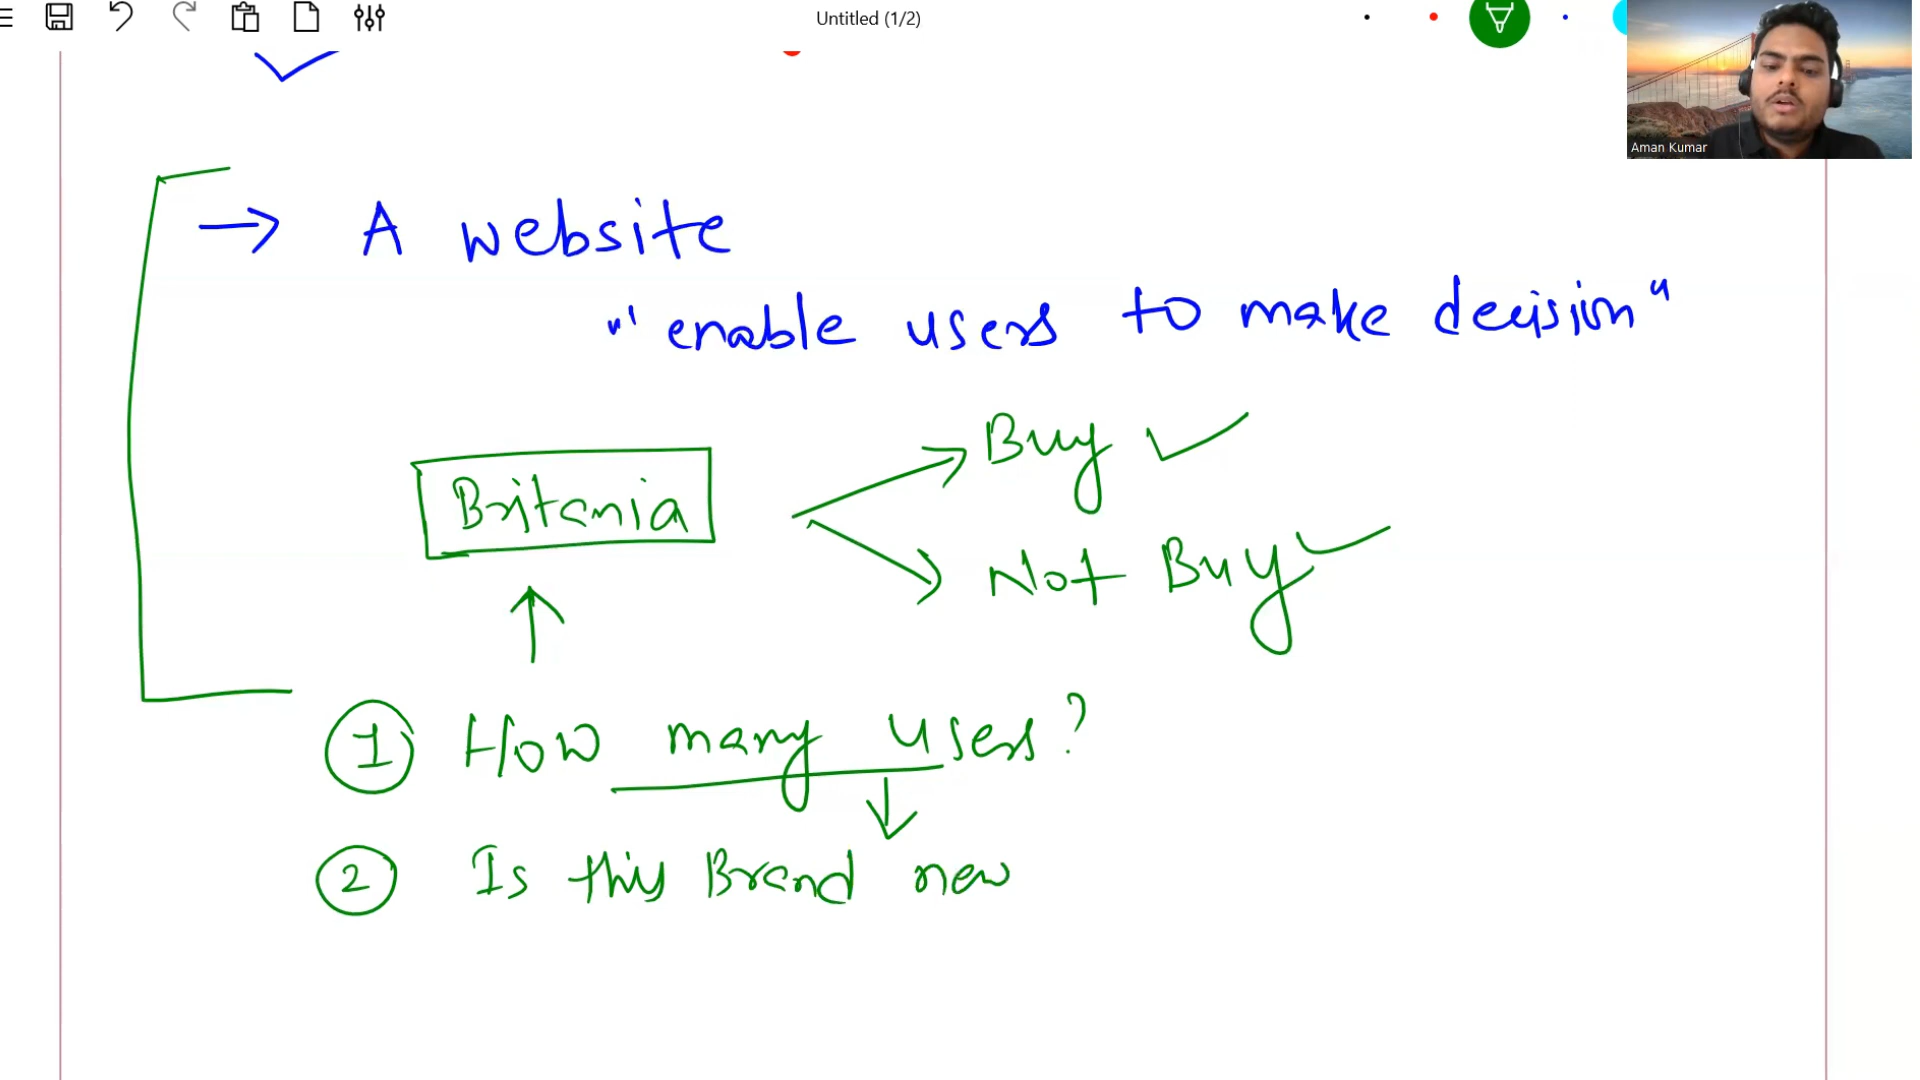 Untitled (1/2)
Aman Kumar
→ A website
"enable users to make decision"
Britania
Buy ✓
Not Buy ✓
1 How many users?
2 Is this Brand new